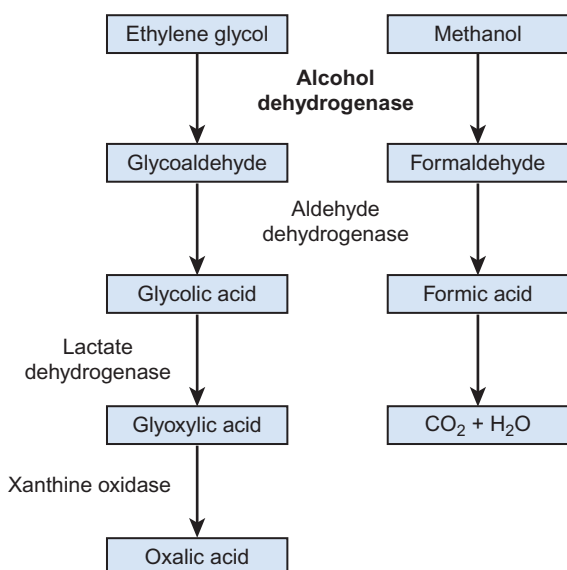 Ethylene glycol
Methanol
Alcohol
dehydrogenase
Glycoaldehyde
Formaldehyde
Aldehyde
dehydrogenase
Glycolic acid
Formic acid
Lactate
dehydrogenase
Glyoxylic acid
CO₂ + H₂O
Xanthine oxidase
Oxalic acid